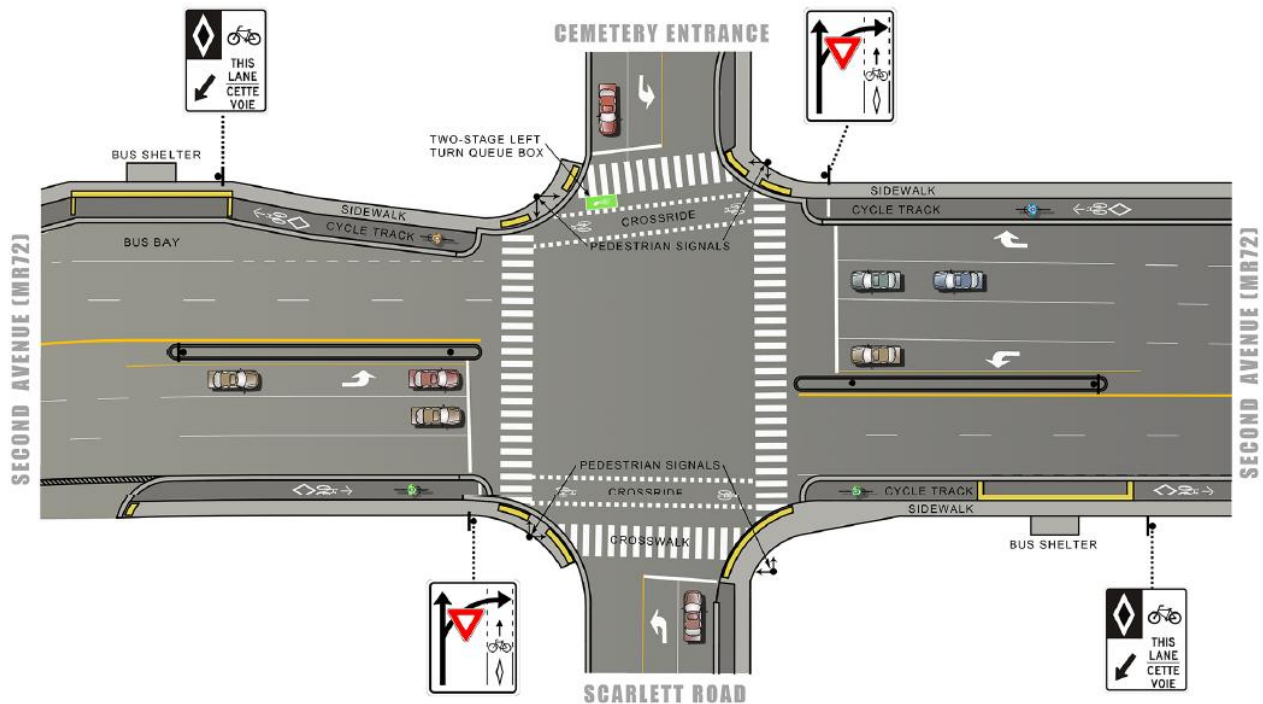 CEMETERY ENTRANCE
THIS
LANE
CETTE
VOIE
TWO-STAGE LEFT
TURN QUEUE BOX
BUS SHELTER
SIDEWALK
SIDEWALK
CYCLE TRACK
CROSSRIDE
CYCLE TRACK
PEDESTRIAN SIGNALS
BUS BAY
SECOND AVENUE (MR72)
SECOND AVENUE (MR72)
PEDESTRIAN SIGNALS
CROSSRIDE
CYCLE TRACK
SIDEWALK
CROSSWALK
BUS SHELTER
THIS
LANE
CETTE
VOIE
SCARLETT ROAD